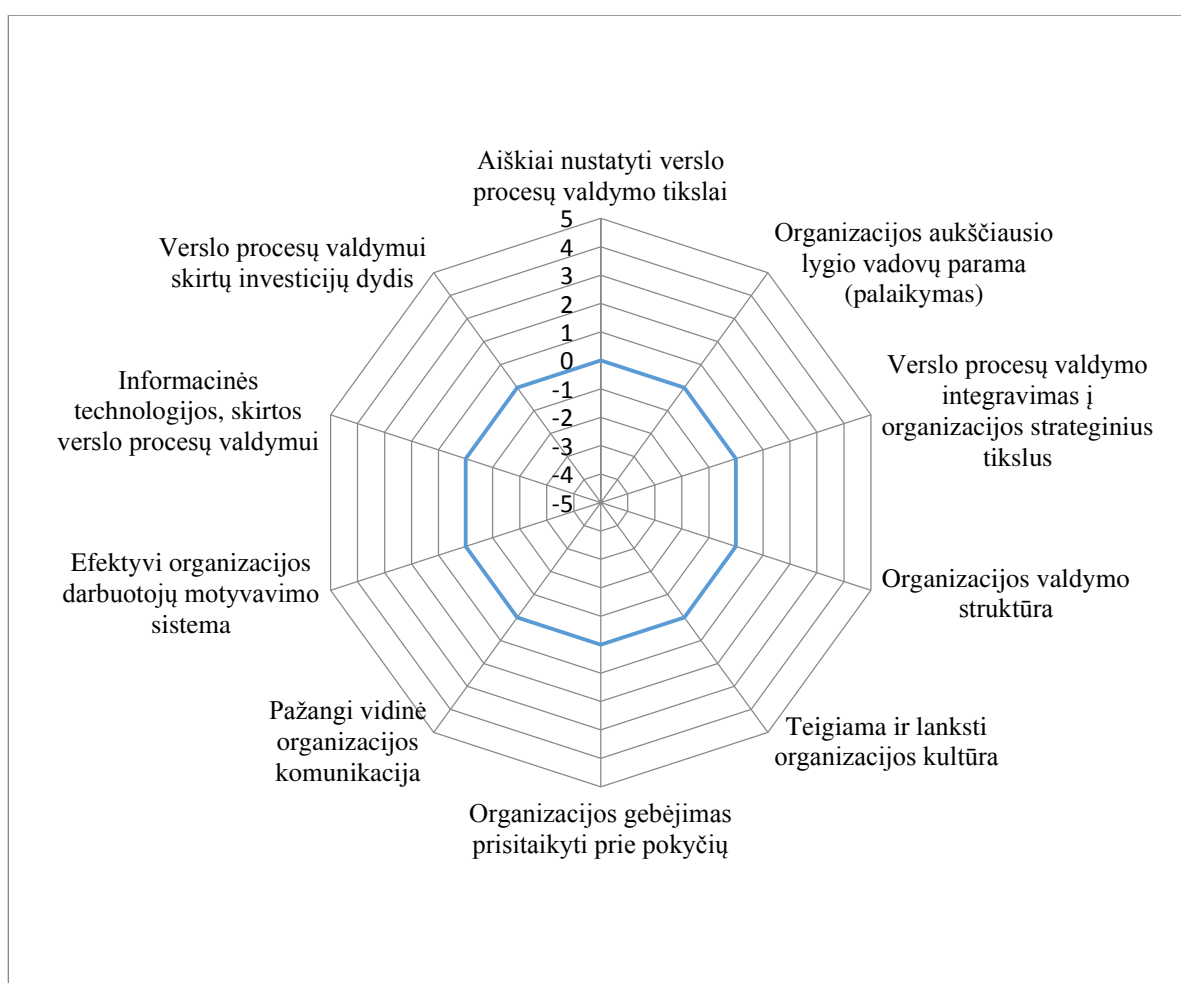 Aiškiai nustatyti verslo
procesų valdymo tikslai
5
4
3
2
1
0
-1
-2
-3
-4
-5
Organizacijos aukščiausio
lygio vadovų parama
(palaikymas)
Verslo procesų valdymo
integravimas į
organizacijos strateginius
tikslus
Organizacijos valdymo
struktūra
Teigiama ir lanksti
organizacijos kultūra
Organizacijos gebėjimas
prisitaikyti prie pokyčių
Pažangi vidinė
organizacijos
komunikacija
Efektyvi organizacijos
darbuotojų motyvavimo
sistema
Informacinės
technologijos, skirtos
verslo procesų valdymui
Verslo procesų valdymui
skirtų investicijų dydis